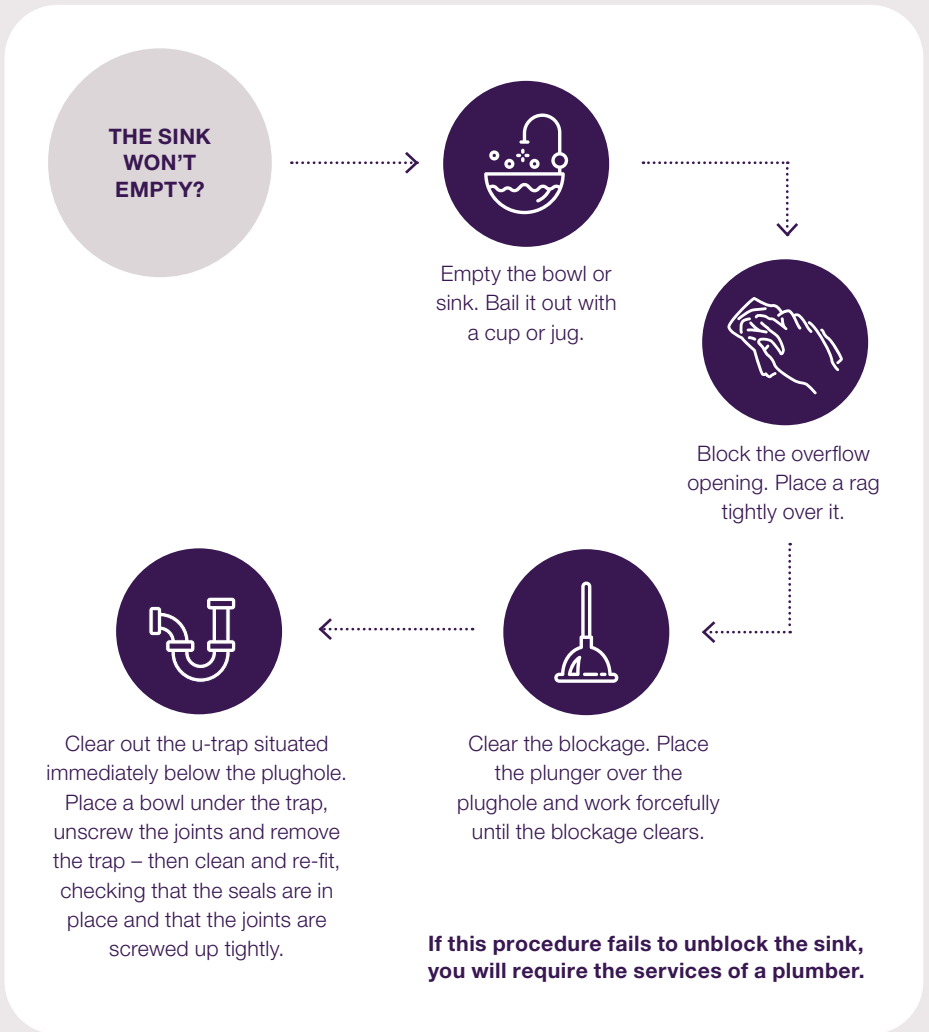 THE SINK
WON'T
EMPTY?
Empty the bowl or
sink. Bail it out with
a cup or jug.
Block the overflow
opening. Place a rag
tightly over it.
Clear the blockage. Place
the plunger over the
plughole and work forcefully
until the blockage clears.
Clear out the u-trap situated
immediately below the plughole.
Place a bowl under the trap,
unscrew the joints and remove
the trap – then clean and re-fit,
checking that the seals are in
place and that the joints are
screwed up tightly.
If this procedure fails to unblock the sink,
you will require the services of a plumber.